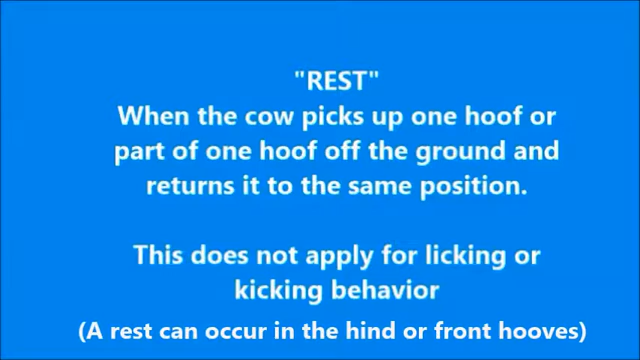 "REST"
When the cow picks up one hoof or
part of one hoof off the ground and
returns it to the same position.
This does not apply for licking or
kicking behavior
(A rest can occur in the hind or front hooves)